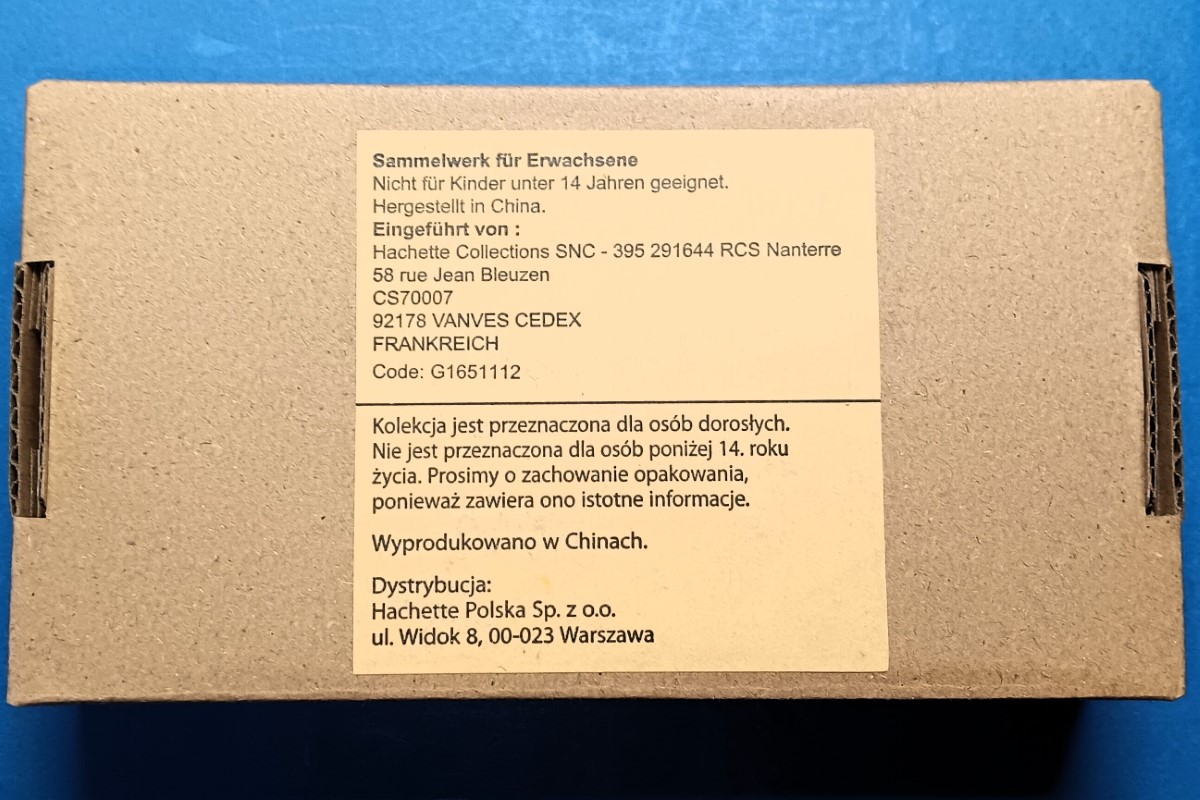 Sammelwerk für Erwachsene
Nicht für Kinder unter 14 Jahren geeignet.
Hergestellt in China.
Eingeführt von :
Hachette Collections SNC - 395 291644 RCS Nanterre
58 rue Jean Bleuzen
CS70007
92178 VANVES CEDEX
FRANKREICH
Code: G1651112
Kolekcja jest przeznaczona dla osób dorosłych.
Nie jest przeznaczona dla osób poniżej 14. roku
życia. Prosimy o zachowanie opakowania,
ponieważ zawiera ono istotne informacje.
Wyprodukowano w Chinach.
Dystrybucja:
Hachette Polska Sp. z o.o.
ul. Widok 8, 00-023 Warszawa